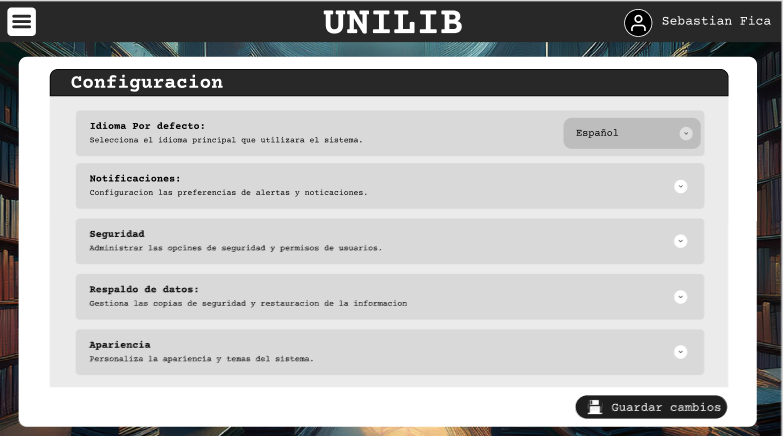 UNILIB
Sebastian Fica
Configuracion
Idioma Por defecto:
Selecciona el idioma principal que utilizara el sistema.
Español
Notificaciones:
Configuracion las preferencias de alertas y noticaciones.
Seguridad
Administrar las opcines de seguridad y permisos de usuarios.
Respaldo de datos:
Gestiona las copias de seguridad y restauracion de la informacion
Apariencia
Personaliza la apariencia y temas del sistema.
Guardar cambios